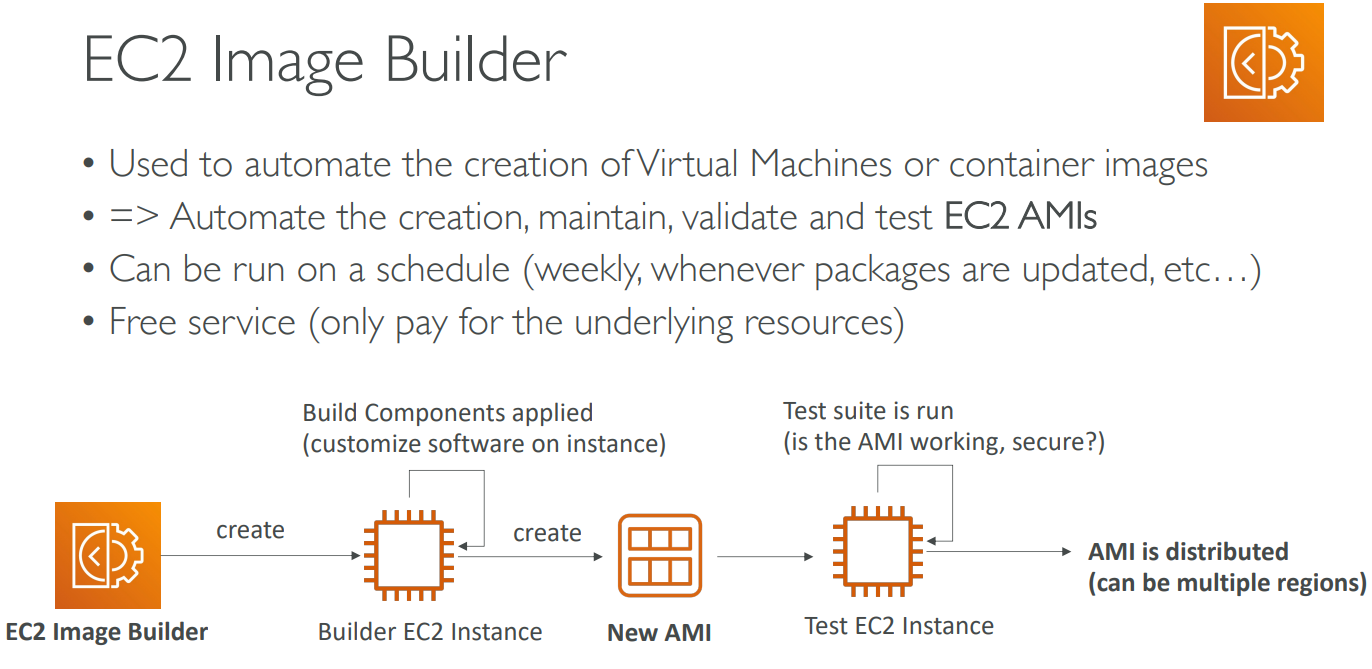 EC2 Image Builder
• Used to automate the creation of Virtual Machines or container images
• => Automate the creation, maintain, validate and test EC2 AMIs
• Can be run on a schedule (weekly, whenever packages are updated, etc…)
• Free service (only pay for the underlying resources)
Build Components applied
(customize software on instance)
Test suite is run
(is the AMI working, secure?)
create
create
AMI is distributed
(can be multiple regions)
EC2 Image Builder
Builder EC2 Instance
New AMI
Test EC2 Instance